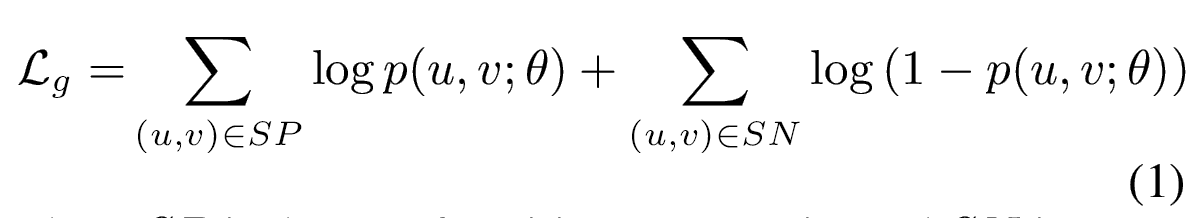 ℒ_g = ∑_{(u,v)∈SP} log p(u, v; θ) + ∑_{(u,v)∈SN} log (1 − p(u, v; θ))
(1)